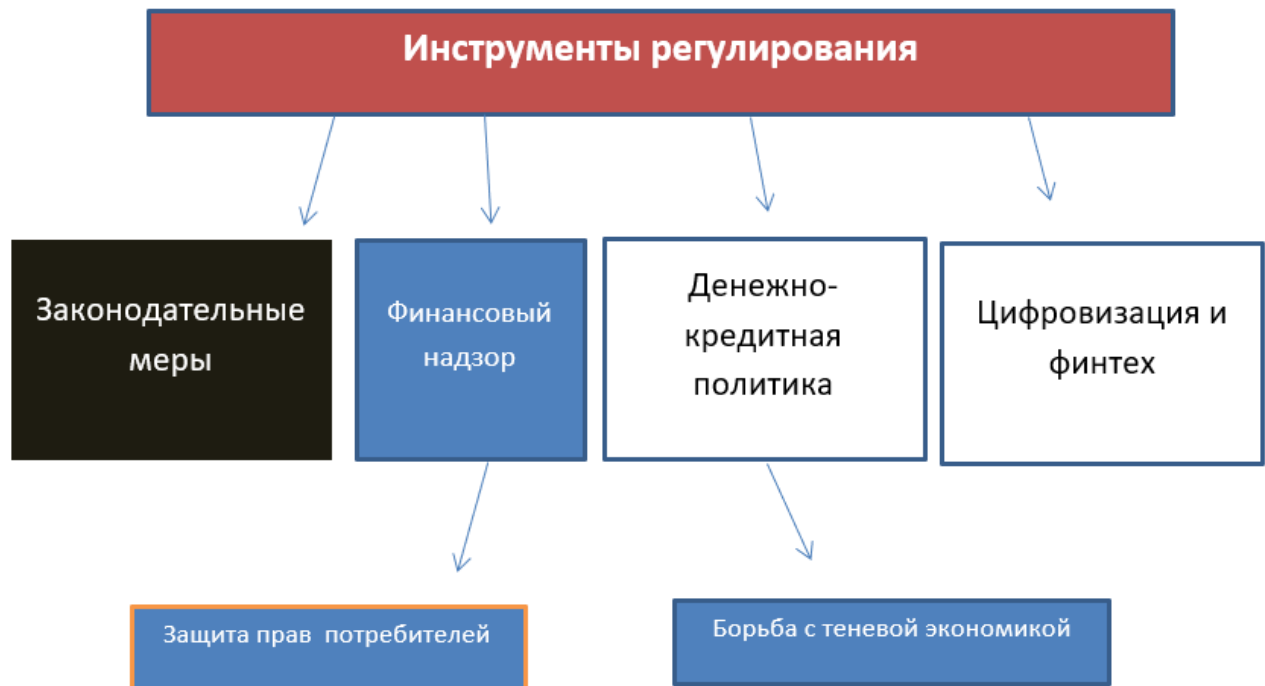 Инструменты регулирования
Законодательные
меры
Финансовый
надзор
Денежно-
кредитная
политика
Цифровизация и
финтех
Защита прав  потребителей
Борьба с теневой экономикой